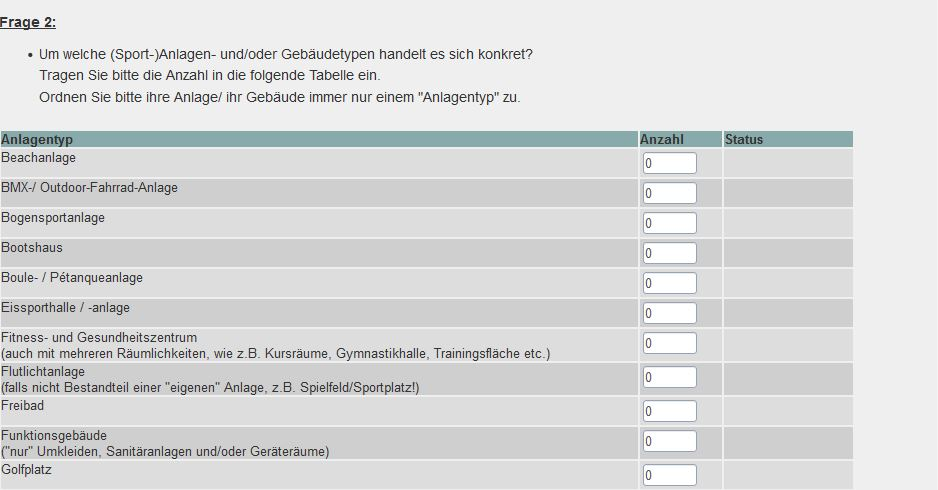 Frage 2:
• Um welche (Sport-)Anlagen- und/oder Gebäudetypen handelt es sich konkret?
Tragen Sie bitte die Anzahl in die folgende Tabelle ein.
Ordnen Sie bitte ihre Anlage/ ihr Gebäude immer nur einem "Anlagentyp" zu.
Anlagentyp Anzahl Status
Beachanlage 0
BMX-/ Outdoor-Fahrrad-Anlage 0
Bogensportanlage 0
Bootshaus 0
Boule- / Pétanqueanlage 0
Eissporthalle / -anlage 0
Fitness- und Gesundheitszentrum 0
(auch mit mehreren Räumlichkeiten, wie z.B. Kursräume, Gymnastikhalle, Trainingsfläche etc.)
Flutlichtanlage 0
(falls nicht Bestandteil einer "eigenen" Anlage, z.B. Spielfeld/Sportplatz!)
Freibad 0
Funktionsgebäude 0
("nur" Umkleiden, Sanitäranlagen und/oder Geräteräume)
Golfplatz 0